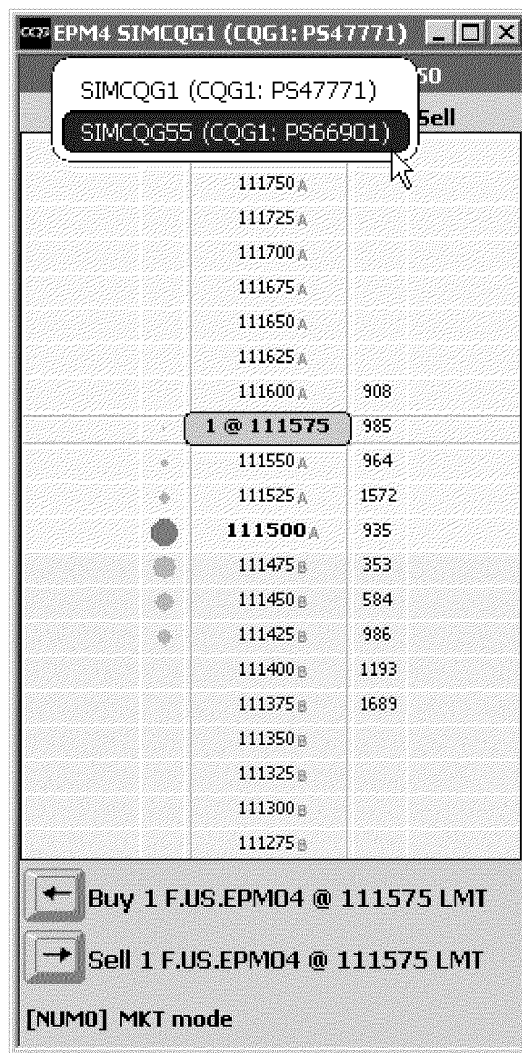 CQG EPM4 SIMCQG1 (CQG1: PS47771)
50
SIMCQG1 (CQG1: PS47771)
SIMCQG55 (CQG1: PS66901)
Sell
111750 A
111725 A
111700 A
111675 A
111650 A
111625 A
111600 A 908
1 @ 111575 985
111550 A 964
111525 A 1572
111500 A 935
111475 B 353
111450 B 584
111425 B 986
111400 B 1193
111375 B 1689
111350 B
111325 B
111300 B
111275 B
Buy 1 F.US.EPM04 @ 111575 LMT
Sell 1 F.US.EPM04 @ 111575 LMT
[NUM0] MKT mode